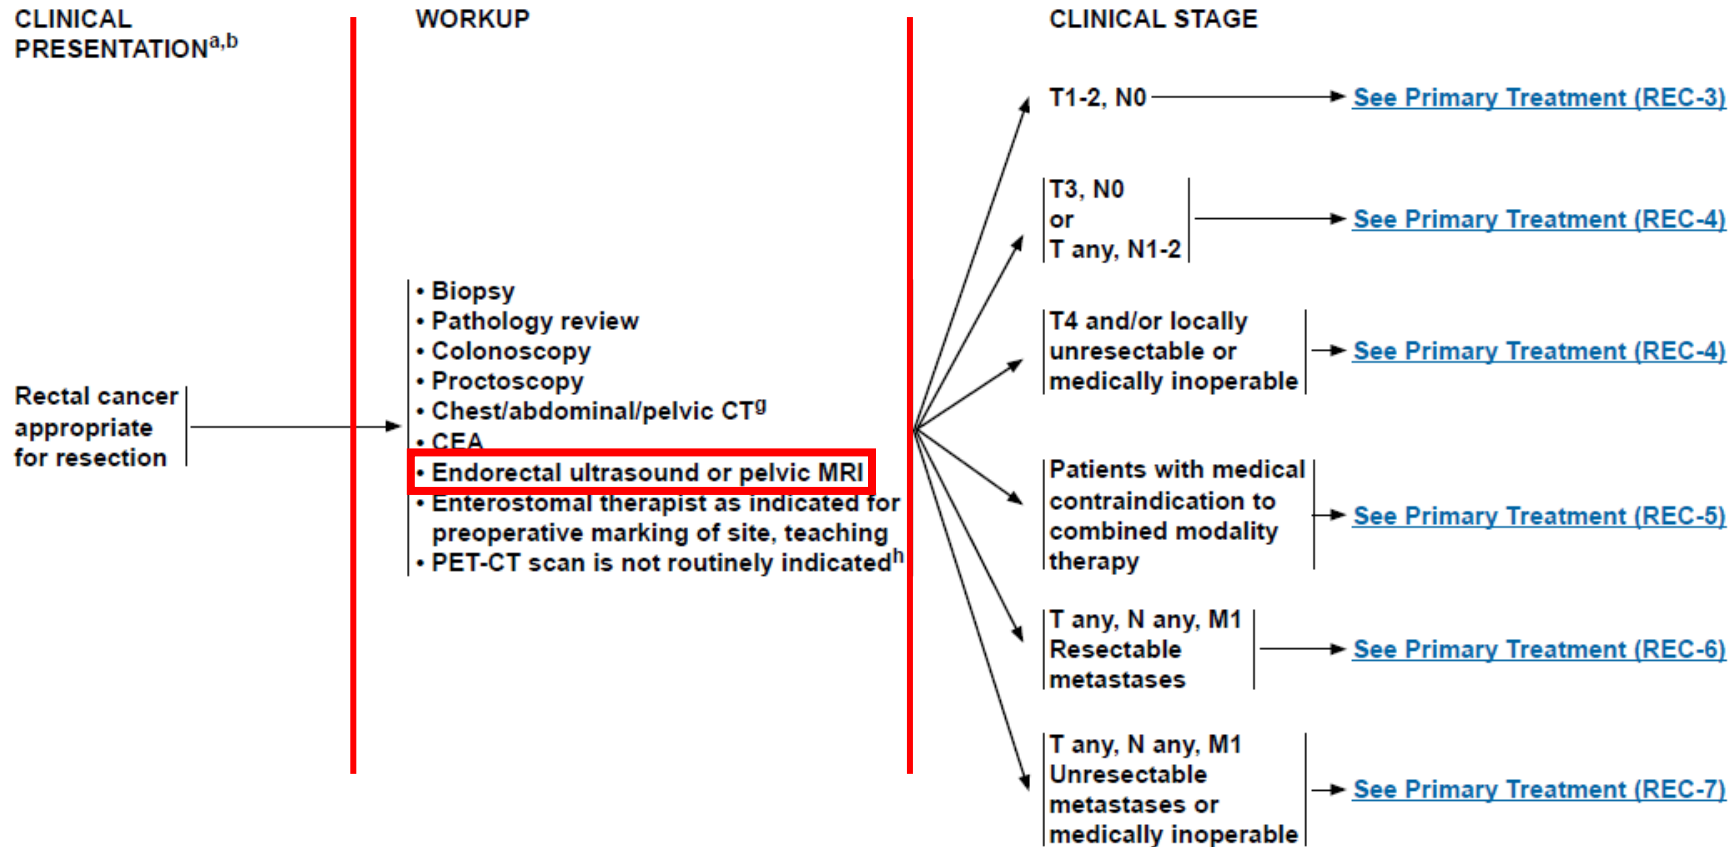 CLINICAL
PRESENTATIONa,b
WORKUP
CLINICAL STAGE
Rectal cancer
appropriate
for resection
• Biopsy
• Pathology review
• Colonoscopy
• Proctoscopy
• Chest/abdominal/pelvic CTg
• CEA
• Endorectal ultrasound or pelvic MRI
• Enterostomal therapist as indicated for
preoperative marking of site, teaching
• PET-CT scan is not routinely indicatedh
T1-2, N0
See Primary Treatment (REC-3)
T3, N0
or
T any, N1-2
See Primary Treatment (REC-4)
T4 and/or locally
unresectable or
medically inoperable
See Primary Treatment (REC-4)
Patients with medical
contraindication to
combined modality
therapy
See Primary Treatment (REC-5)
T any, N any, M1
Resectable
metastases
See Primary Treatment (REC-6)
T any, N any, M1
Unresectable
metastases or
medically inoperable
See Primary Treatment (REC-7)